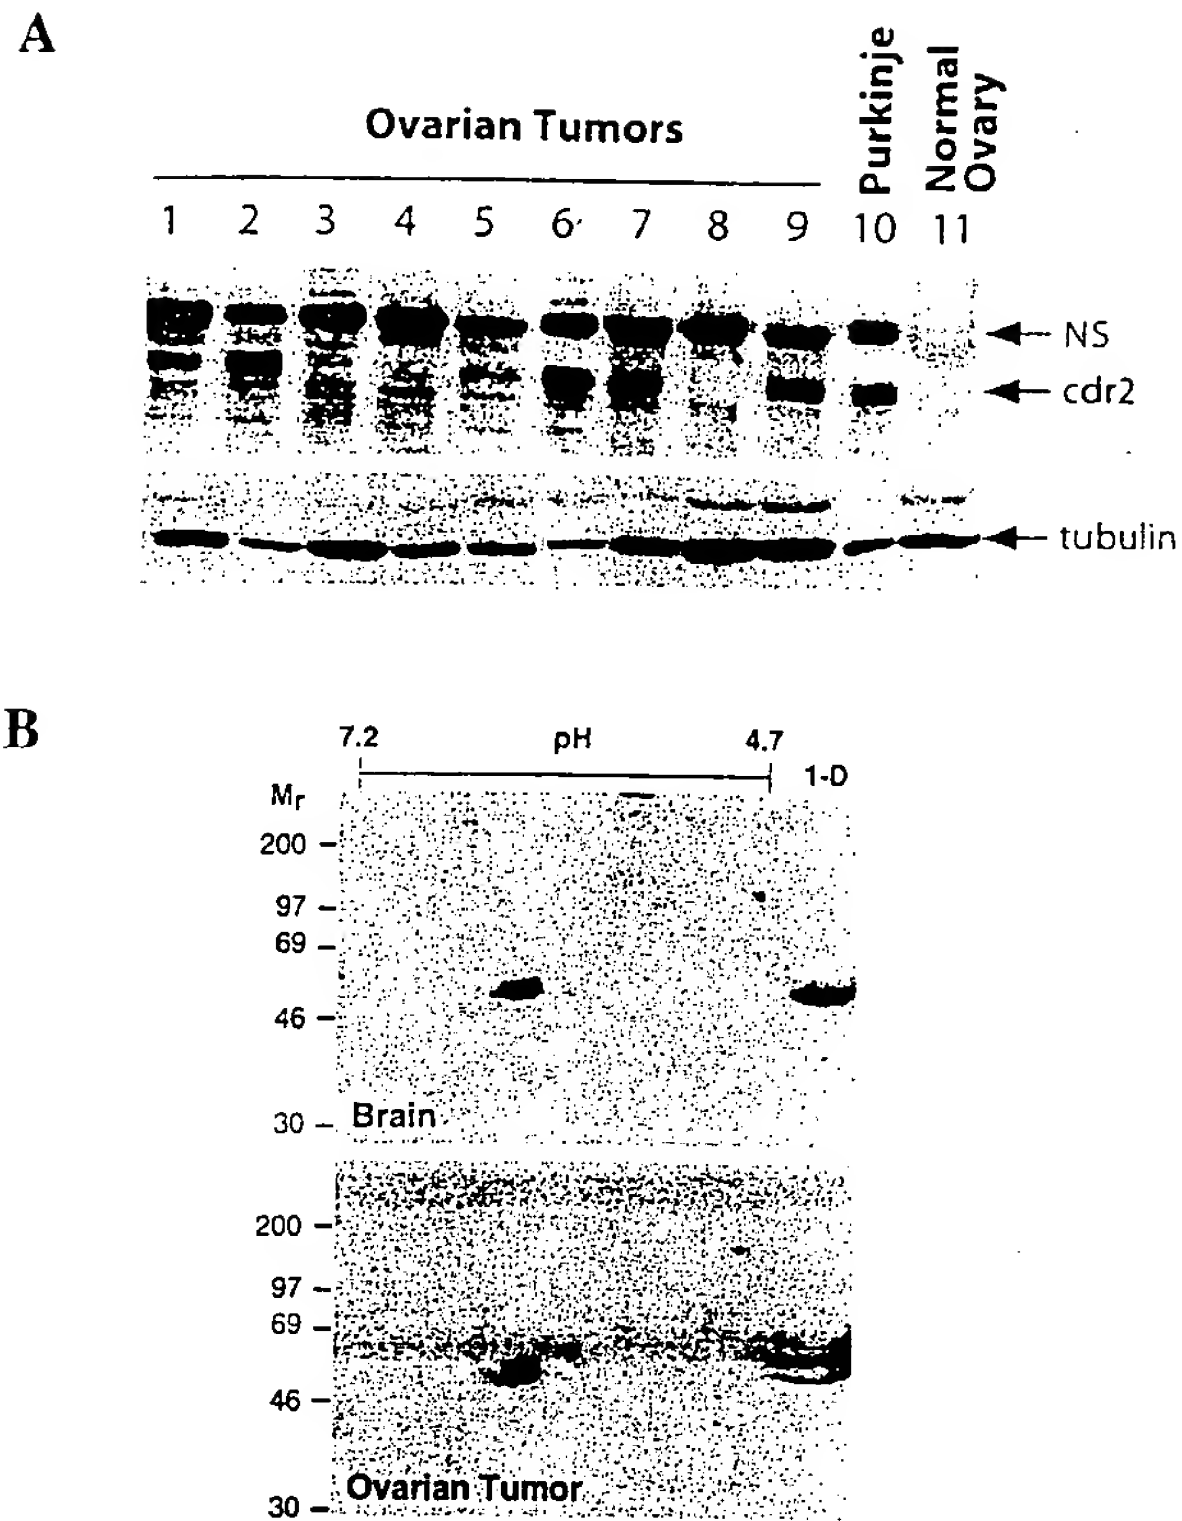 A
Ovarian Tumors
Purkinje
Normal
Ovary
1 2 3 4 5 6 7 8 9 10 11
NS
cdr2
tubulin
B
7.2 pH 4.7
1-D
Mr
200
97
69
46
30
Brain
200
97
69
46
30
Ovarian Tumor